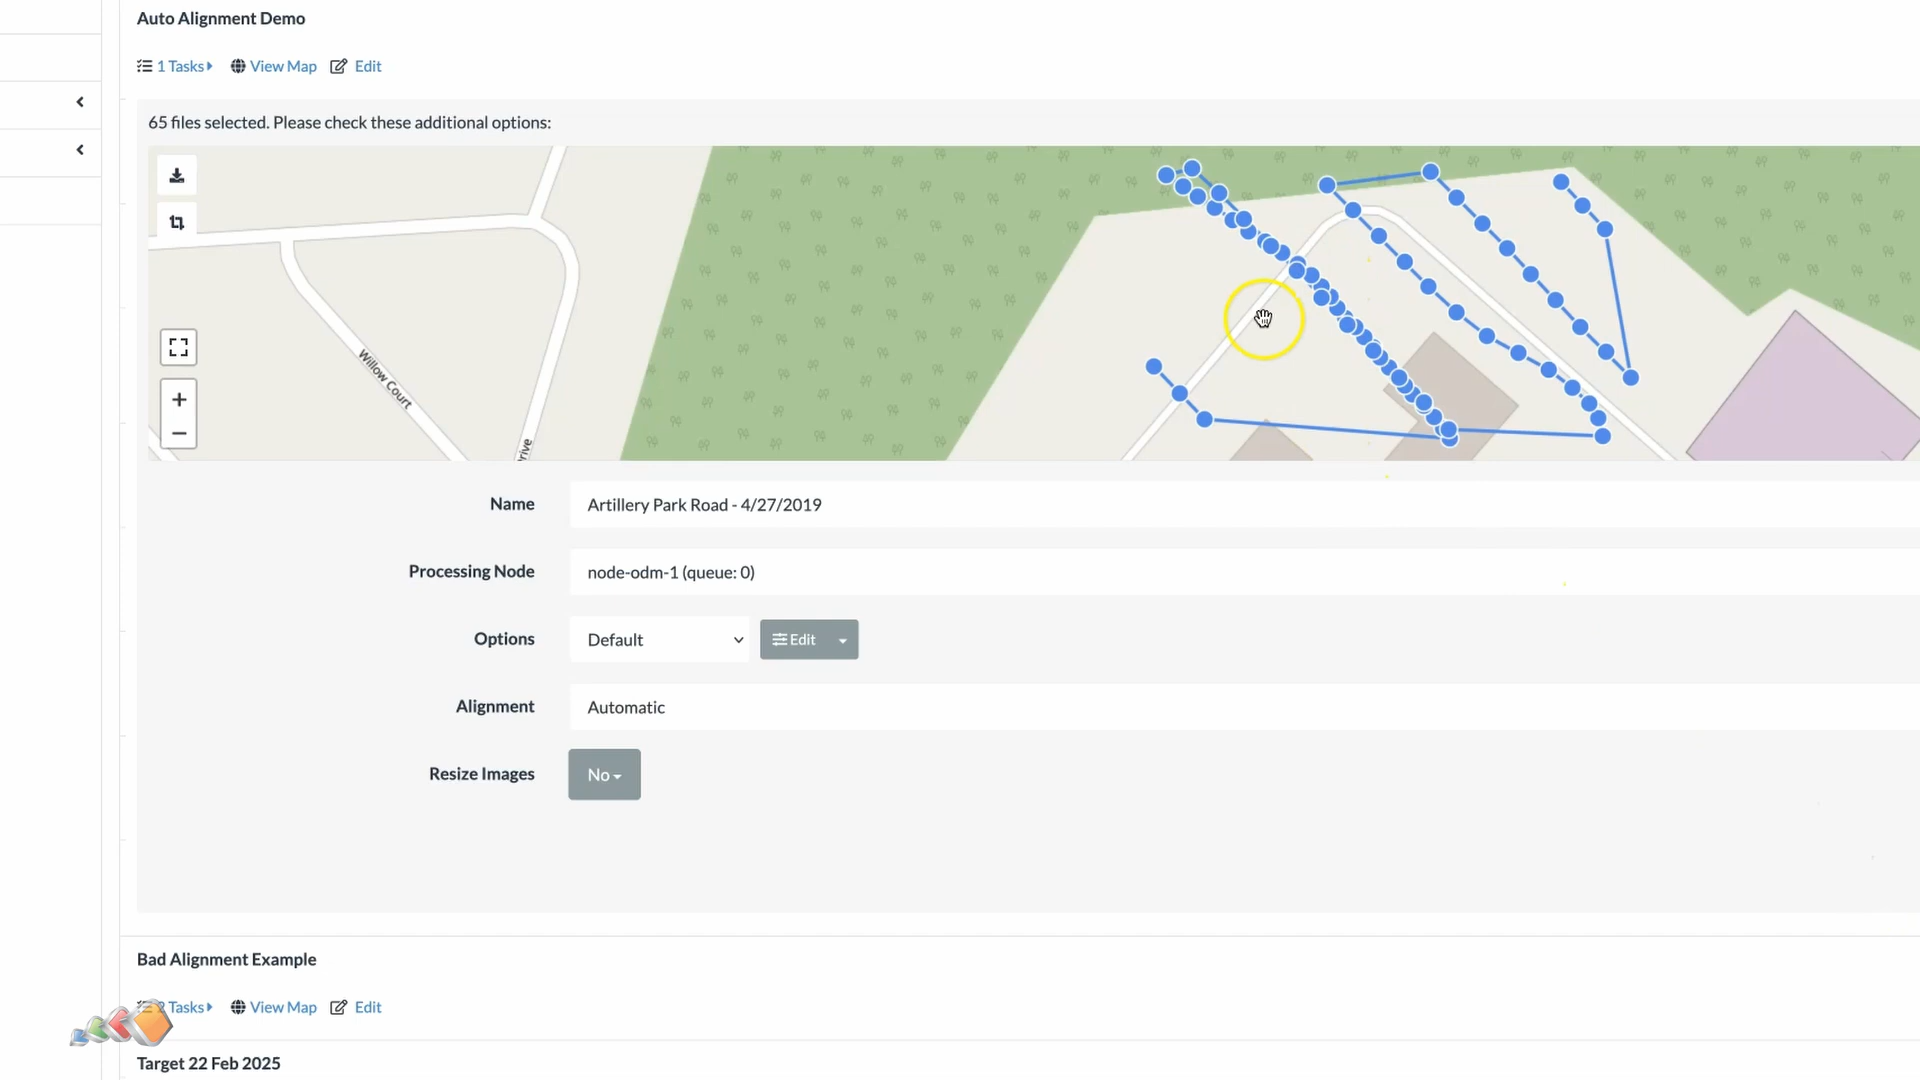 Auto Alignment Demo
1 Tasks View Map Edit
65 files selected. Please check these additional options:
+
−
Willow Court
rive
Name Artillery Park Road - 4/27/2019
Processing Node node-odm-1 (queue: 0)
Options Default Edit
Alignment Automatic
Resize Images No
Bad Alignment Example
Tasks View Map Edit
Target 22 Feb 2025